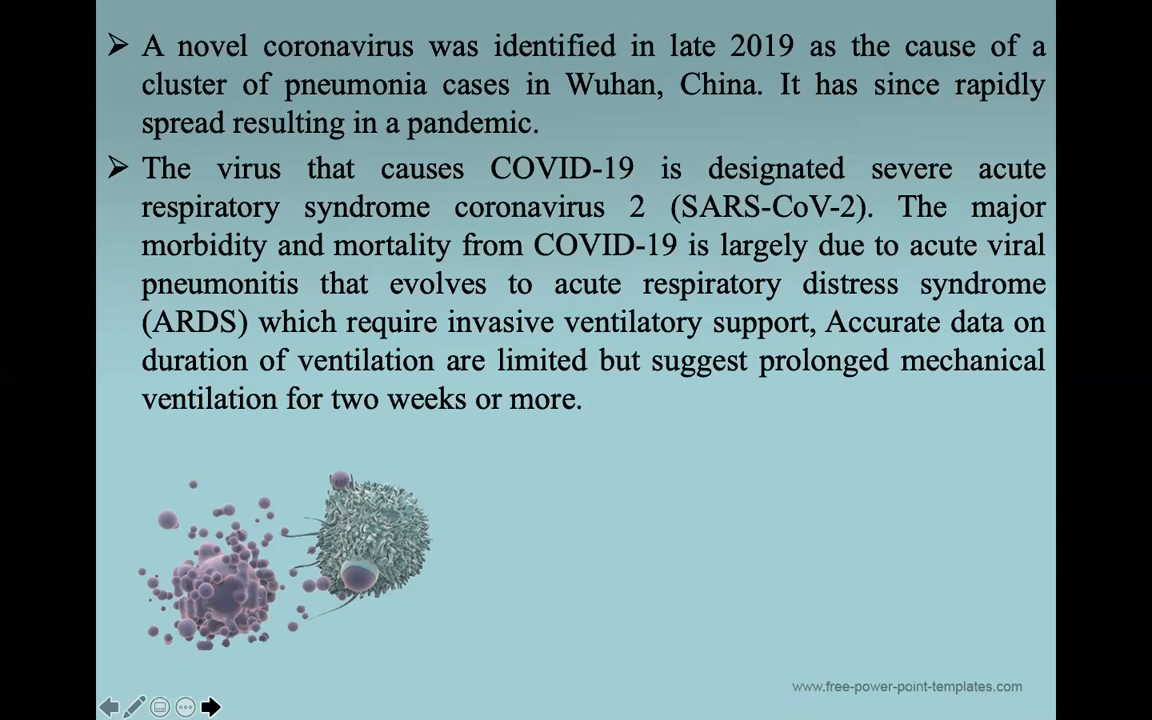 A novel coronavirus was identified in late 2019 as the cause of a
cluster of pneumonia cases in Wuhan, China. It has since rapidly
spread resulting in a pandemic.
The virus that causes COVID-19 is designated severe acute
respiratory syndrome coronavirus 2 (SARS-CoV-2). The major
morbidity and mortality from COVID-19 is largely due to acute viral
pneumonitis that evolves to acute respiratory distress syndrome
(ARDS) which require invasive ventilatory support, Accurate data on
duration of ventilation are limited but suggest prolonged mechanical
ventilation for two weeks or more.
www.free-power-point-templates.com